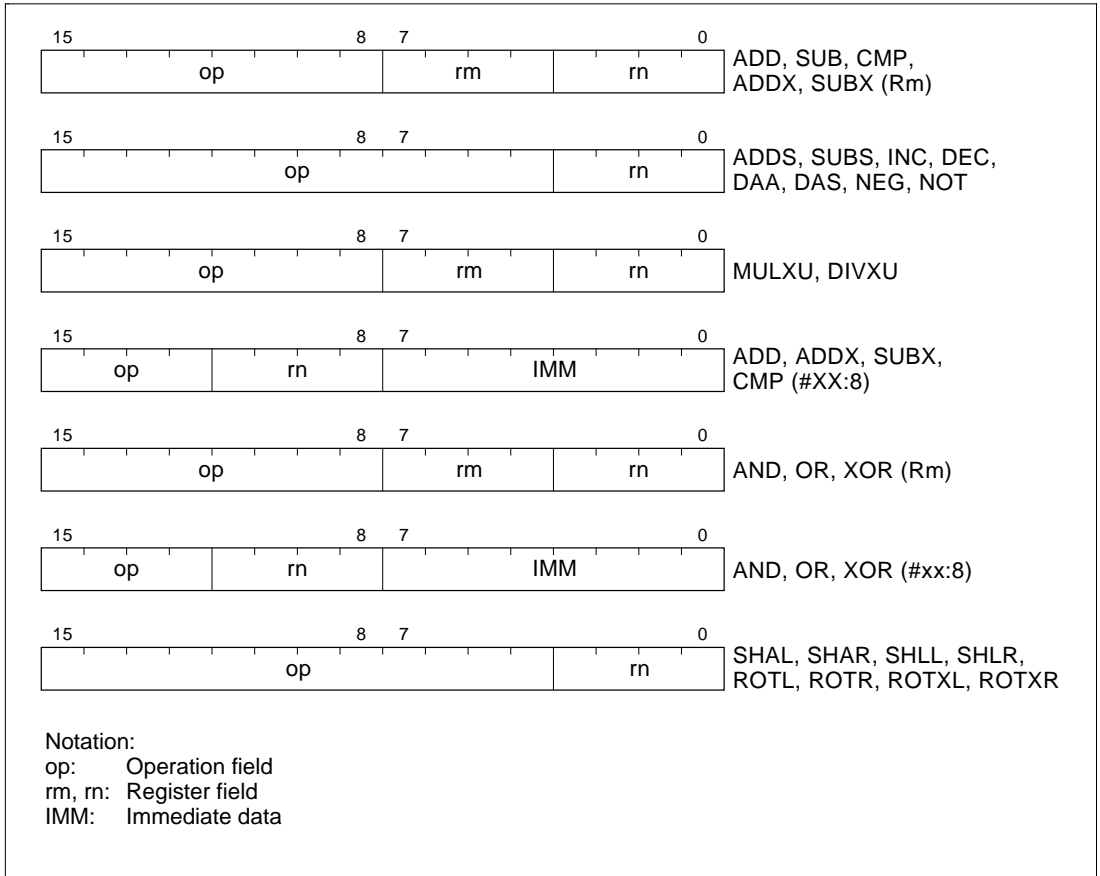 15 8 7 0
op rm rn
ADD, SUB, CMP,
ADDX, SUBX (Rm)
15 8 7 0
op rn
ADDS, SUBS, INC, DEC,
DAA, DAS, NEG, NOT
15 8 7 0
op rm rn
MULXU, DIVXU
15 8 7 0
op rn IMM
ADD, ADDX, SUBX,
CMP (#XX:8)
15 8 7 0
op rm rn
AND, OR, XOR (Rm)
15 8 7 0
op rn IMM
AND, OR, XOR (#xx:8)
15 8 7 0
op rn
SHAL, SHAR, SHLL, SHLR,
ROTL, ROTR, ROTXL, ROTXR
Notation:
op: Operation field
rm, rn: Register field
IMM: Immediate data